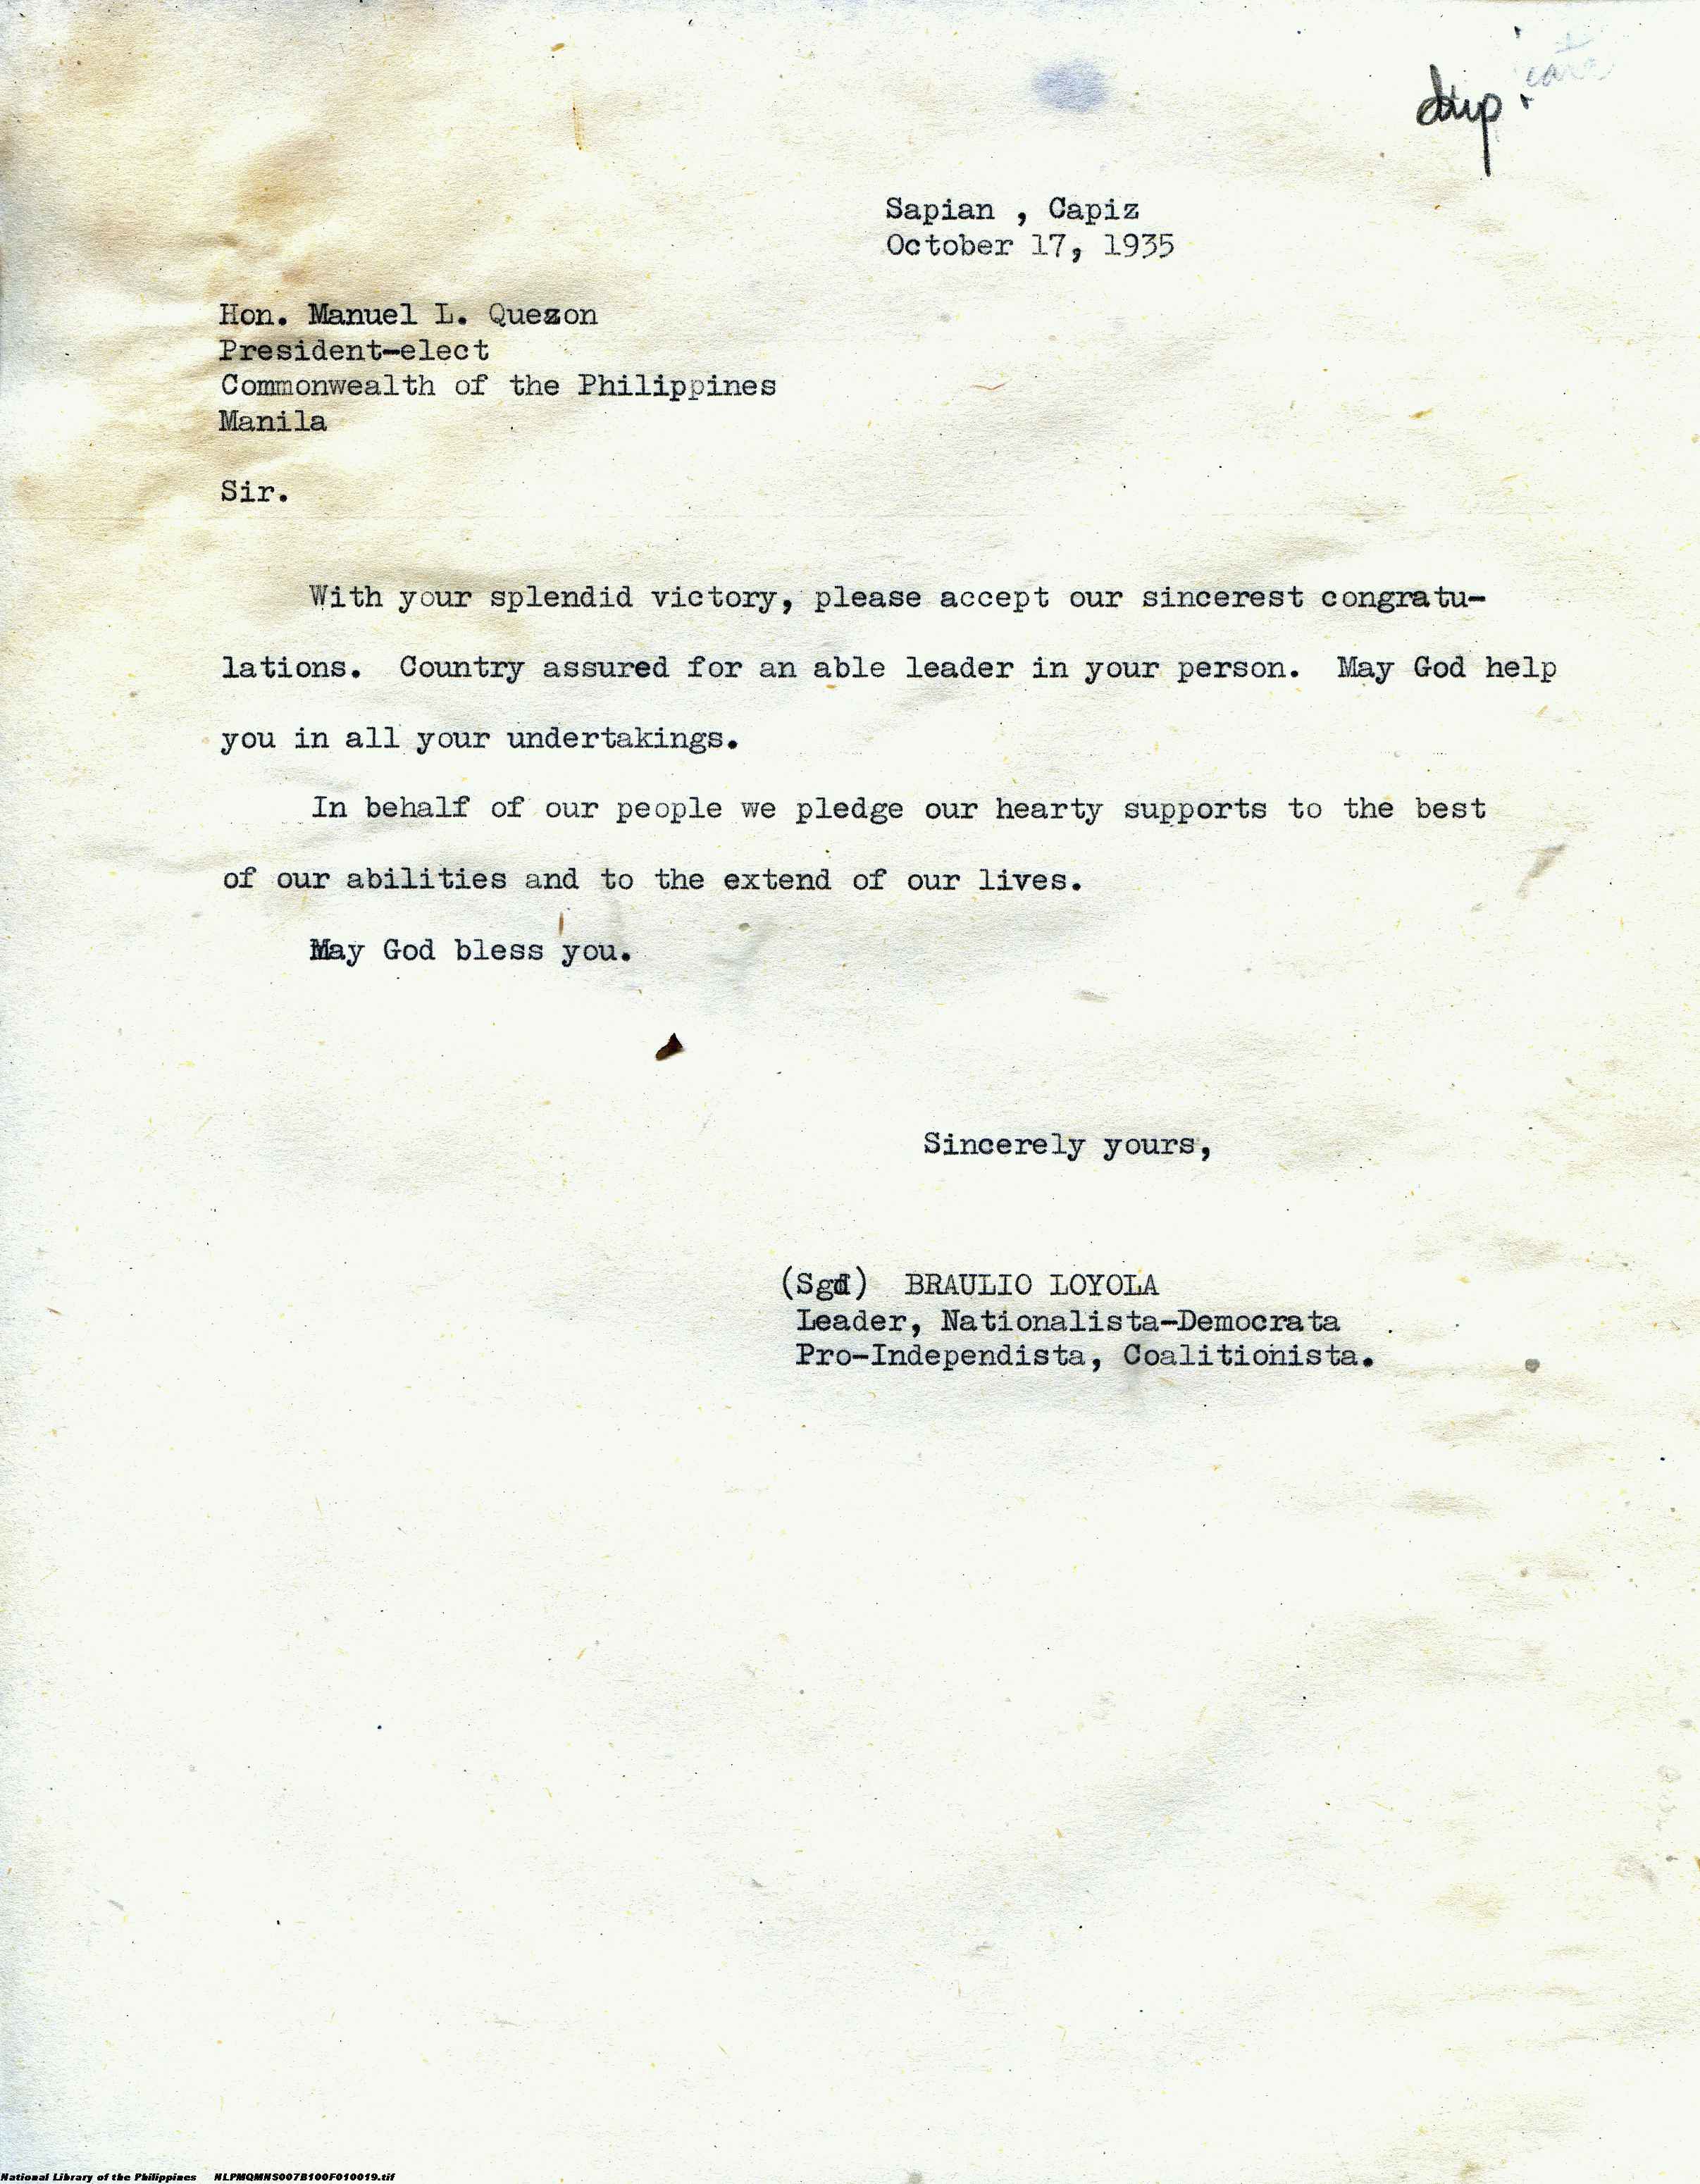 dup.
Sapian , Capiz
October 17, 1935
Hon. Manuel L. Quezon
President-elect
Commonwealth of the Philippines
Manila
Sir.
With your splendid victory, please accept our sincerest congratu-
lations. Country assured for an able leader in your person. May God help
you in all your undertakings.
In behalf of our people we pledge our hearty supports to the best
of our abilities and to the extend of our lives.
May God bless you.
Sincerely yours,
(Sgd) BRAULIO LOYOLA
Leader, Nationalista-Democrata
Pro-Independista, Coalitionista.
National Library of the Philippines NLPMQMNS007B100F010019.tif